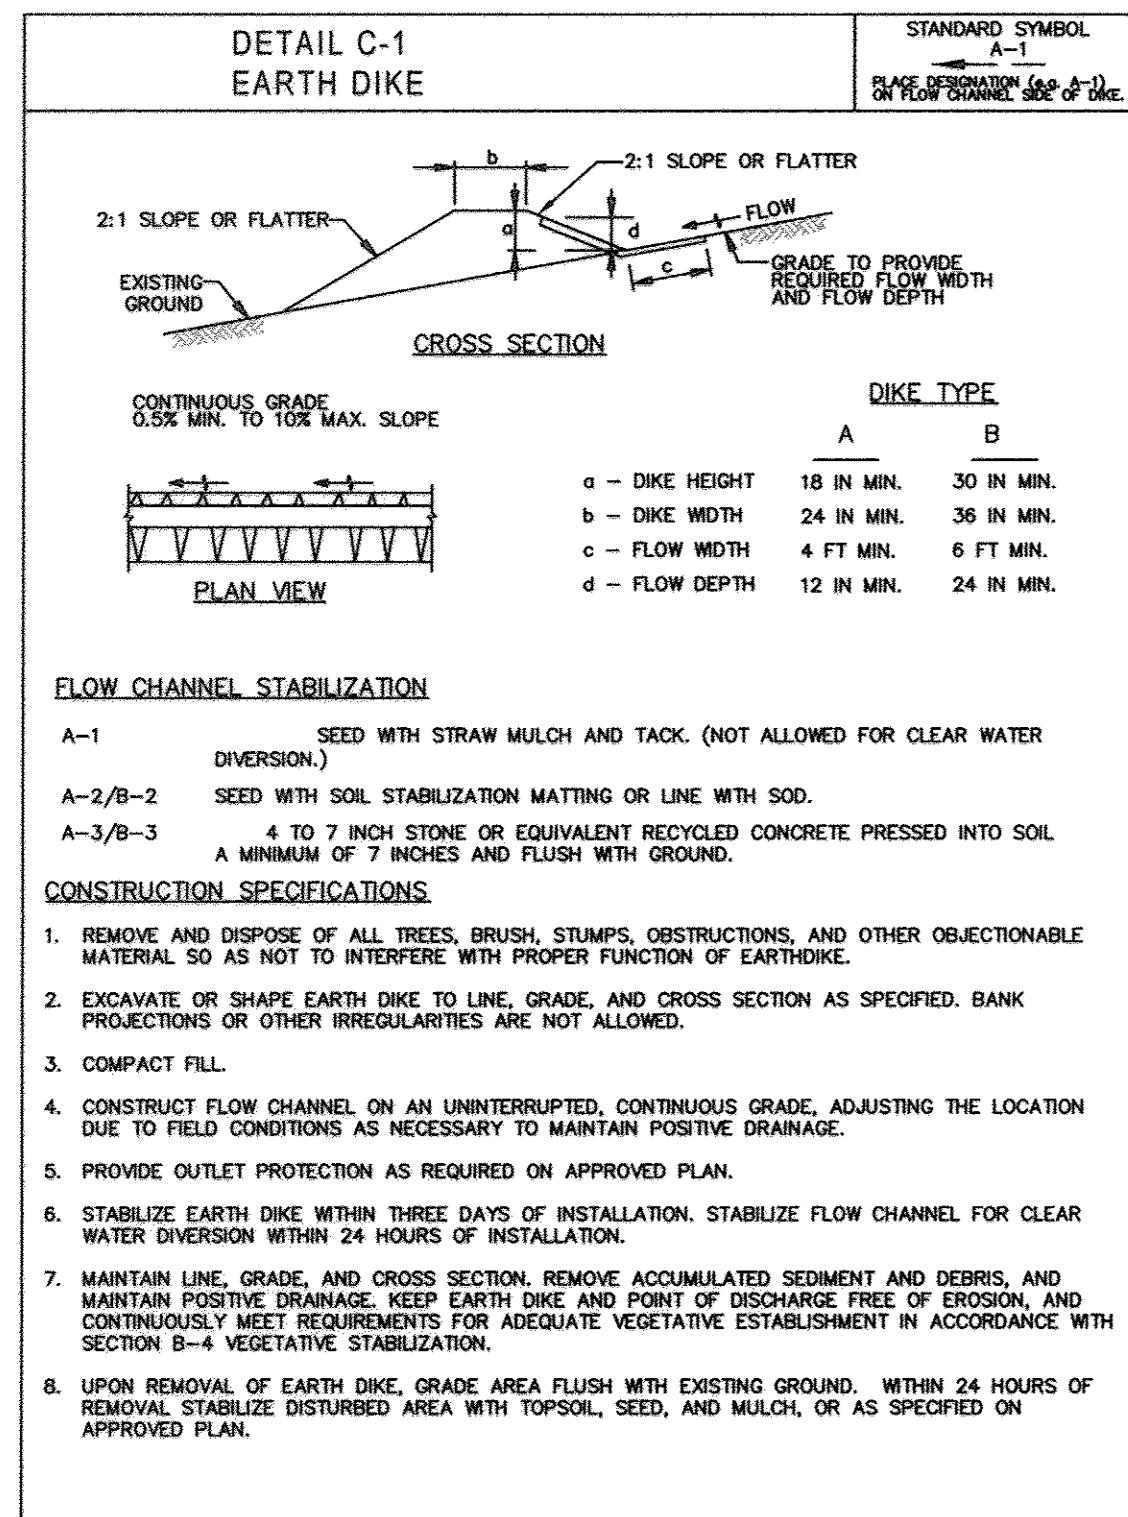 DETAIL C-1
EARTH DIKE
STANDARD SYMBOL
A-1
PLACE DESIGNATION (e.g. A-1)
ON FLOW CHANNEL SIDE OF DIKE.
b
2:1 SLOPE OR FLATTER
2:1 SLOPE OR FLATTER
a
d
FLOW
c
EXISTING
GROUND
GRADE TO PROVIDE
REQUIRED FLOW WIDTH
AND FLOW DEPTH
CROSS SECTION
CONTINUOUS GRADE
0.5% MIN. TO 10% MAX. SLOPE
PLAN VIEW
DIKE TYPE
A B
a - DIKE HEIGHT 18 IN MIN. 30 IN MIN.
b - DIKE WIDTH 24 IN MIN. 36 IN MIN.
c - FLOW WIDTH 4 FT MIN. 6 FT MIN.
d - FLOW DEPTH 12 IN MIN. 24 IN MIN.
FLOW CHANNEL STABILIZATION
A-1 SEED WITH STRAW MULCH AND TACK. (NOT ALLOWED FOR CLEAR WATER
DIVERSION.)
A-2/B-2 SEED WITH SOIL STABILIZATION MATTING OR LINE WITH SOD.
A-3/B-3 4 TO 7 INCH STONE OR EQUIVALENT RECYCLED CONCRETE PRESSED INTO SOIL
A MINIMUM OF 7 INCHES AND FLUSH WITH GROUND.
CONSTRUCTION SPECIFICATIONS
1. REMOVE AND DISPOSE OF ALL TREES, BRUSH, STUMPS, OBSTRUCTIONS, AND OTHER OBJECTIONABLE
MATERIAL SO AS NOT TO INTERFERE WITH PROPER FUNCTION OF EARTHDIKE.
2. EXCAVATE OR SHAPE EARTH DIKE TO LINE, GRADE, AND CROSS SECTION AS SPECIFIED. BANK
PROJECTIONS OR OTHER IRREGULARITIES ARE NOT ALLOWED.
3. COMPACT FILL.
4. CONSTRUCT FLOW CHANNEL ON AN UNINTERRUPTED, CONTINUOUS GRADE, ADJUSTING THE LOCATION
DUE TO FIELD CONDITIONS AS NECESSARY TO MAINTAIN POSITIVE DRAINAGE.
5. PROVIDE OUTLET PROTECTION AS REQUIRED ON APPROVED PLAN.
6. STABILIZE EARTH DIKE WITHIN THREE DAYS OF INSTALLATION. STABILIZE FLOW CHANNEL FOR CLEAR
WATER DIVERSION WITHIN 24 HOURS OF INSTALLATION.
7. MAINTAIN LINE, GRADE, AND CROSS SECTION. REMOVE ACCUMULATED SEDIMENT AND DEBRIS, AND
MAINTAIN POSITIVE DRAINAGE. KEEP EARTH DIKE AND POINT OF DISCHARGE FREE OF EROSION, AND
CONTINUOUSLY MEET REQUIREMENTS FOR ADEQUATE VEGETATIVE ESTABLISHMENT IN ACCORDANCE WITH
SECTION B-4 VEGETATIVE STABILIZATION.
8. UPON REMOVAL OF EARTH DIKE, GRADE AREA FLUSH WITH EXISTING GROUND. WITHIN 24 HOURS OF
REMOVAL STABILIZE DISTURBED AREA WITH TOPSOIL, SEED, AND MULCH, OR AS SPECIFIED ON
APPROVED PLAN.